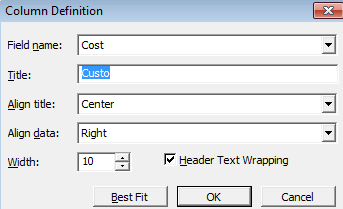 Column Definition
Field name: Cost
Title: Custo
Align title: Center
Align data: Right
Width: 10 Header Text Wrapping
Best Fit OK Cancel